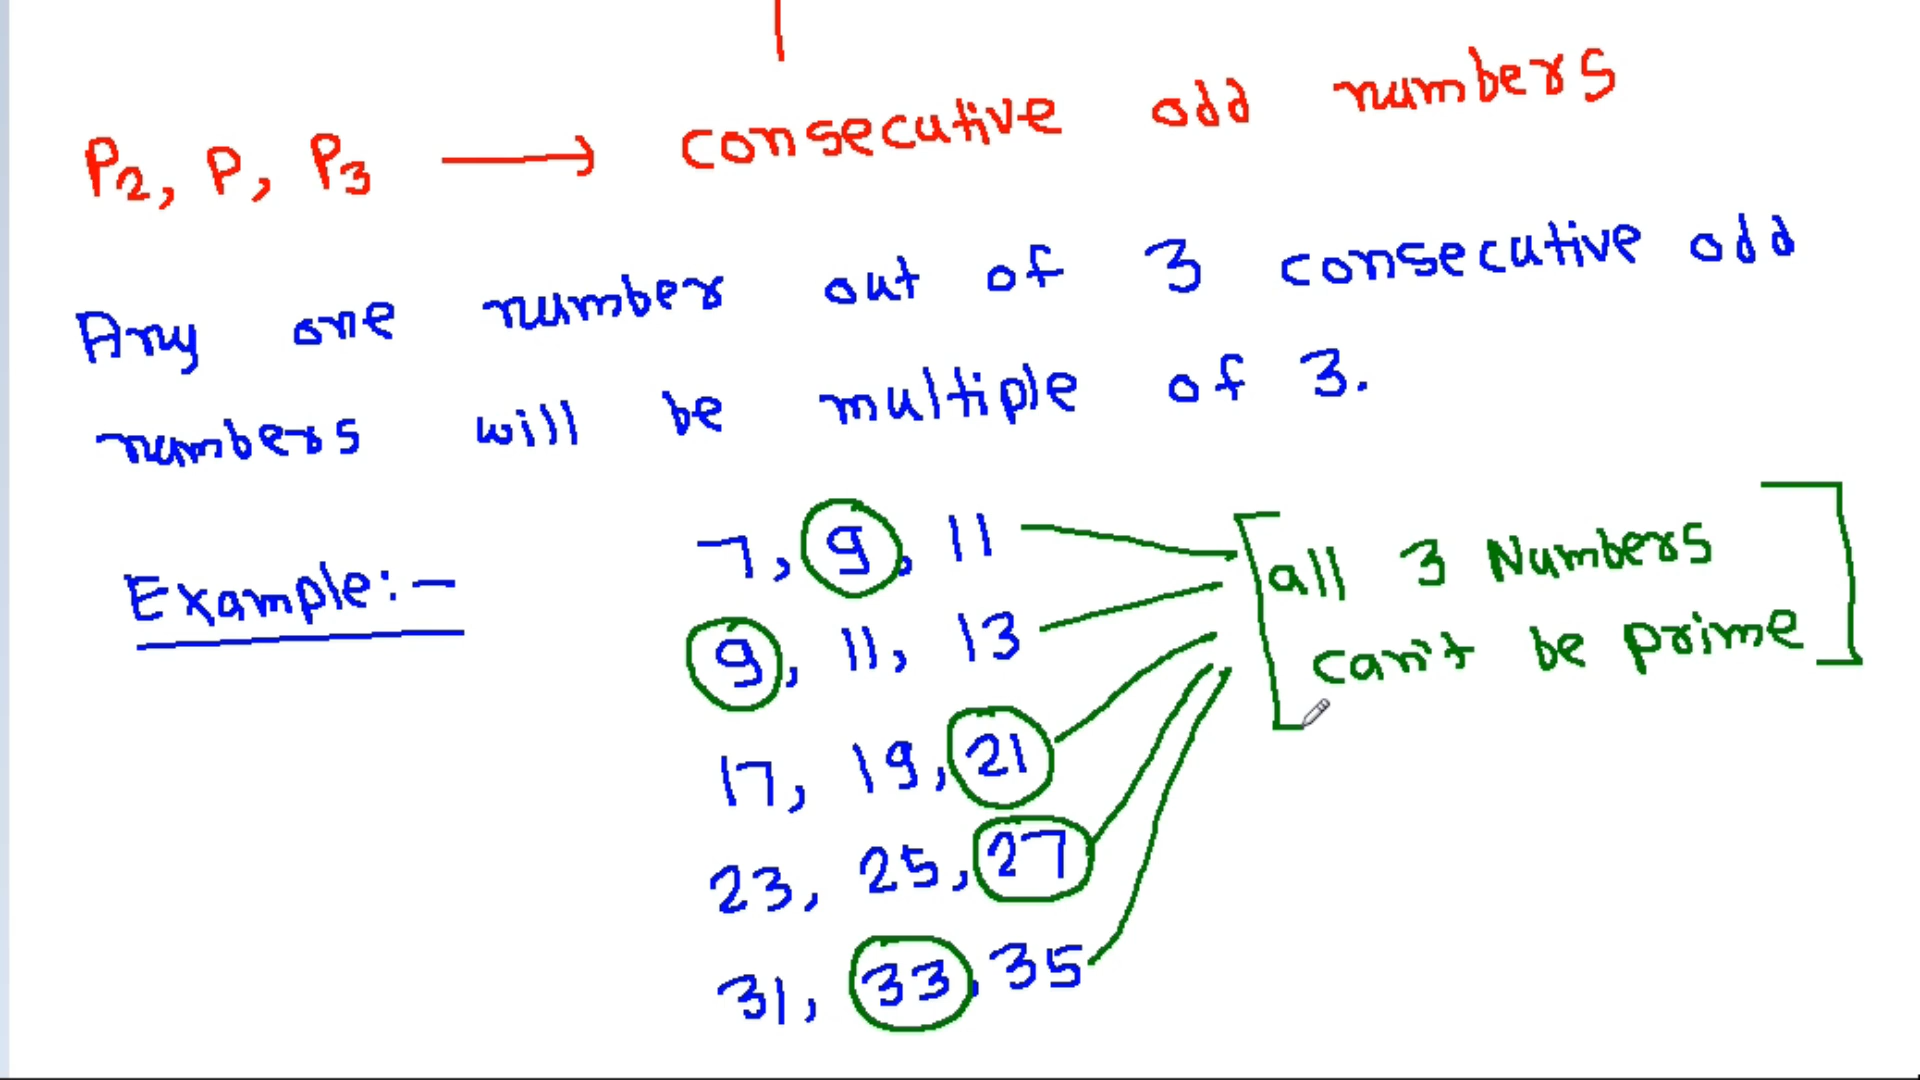 P2, P, P3 → consecutive odd numbers
Any one number out of 3 consecutive odd
numbers will be multiple of 3.
Example:-
7, 9, 11
9, 11, 13
17, 19, 21
23, 25, 27
31, 33, 35
all 3 Numbers
can't be prime